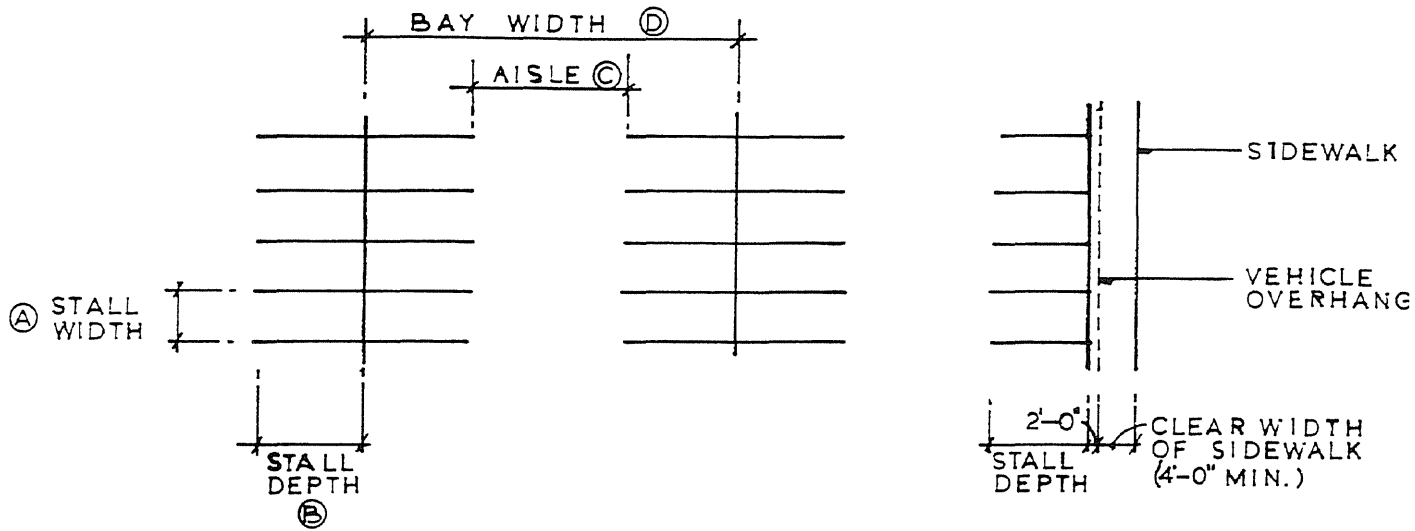 BAY WIDTH Ⓓ
AISLE Ⓒ
SIDEWALK
VEHICLE
OVERHANG
Ⓐ STALL
WIDTH
STALL
DEPTH
Ⓑ
2'-0"
STALL
DEPTH
CLEAR WIDTH
OF SIDEWALK
(4'-0" MIN.)